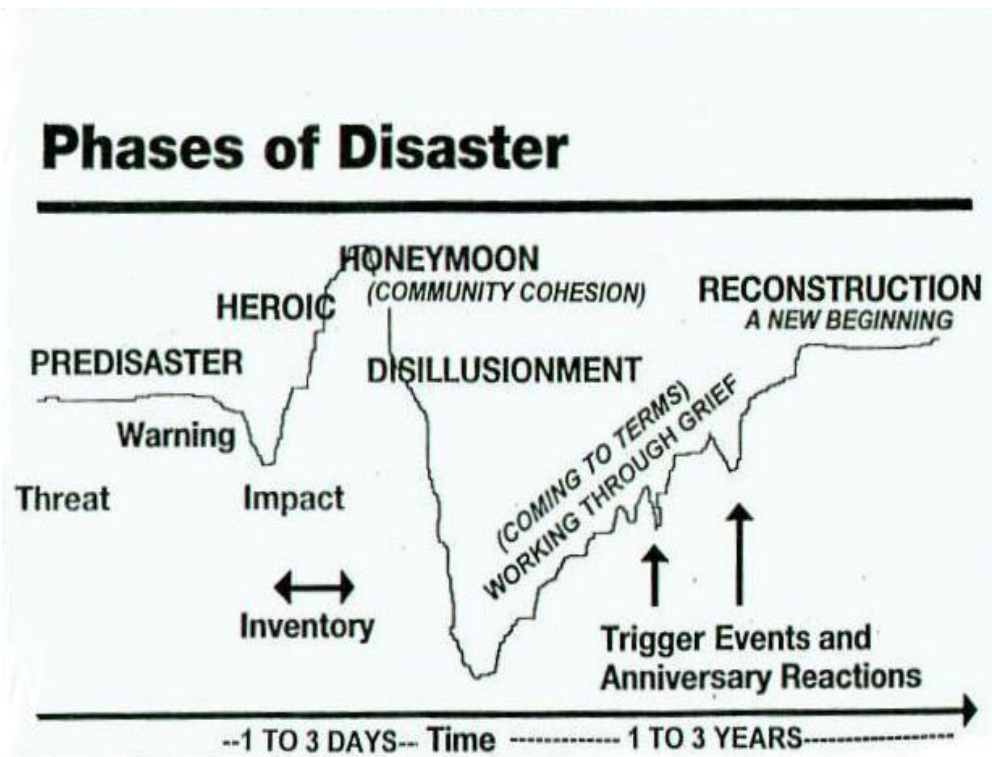 Phases of Disaster
HONEYMOON
(COMMUNITY COHESION)
HEROIC
RECONSTRUCTION
A NEW BEGINNING
PREDISASTER
DISILLUSIONMENT
Warning
(COMING TO TERMS)
WORKING THROUGH GRIEF
Threat
Impact
Inventory
Trigger Events and
Anniversary Reactions
--1 TO 3 DAYS--- Time ------------ 1 TO 3 YEARS----------------